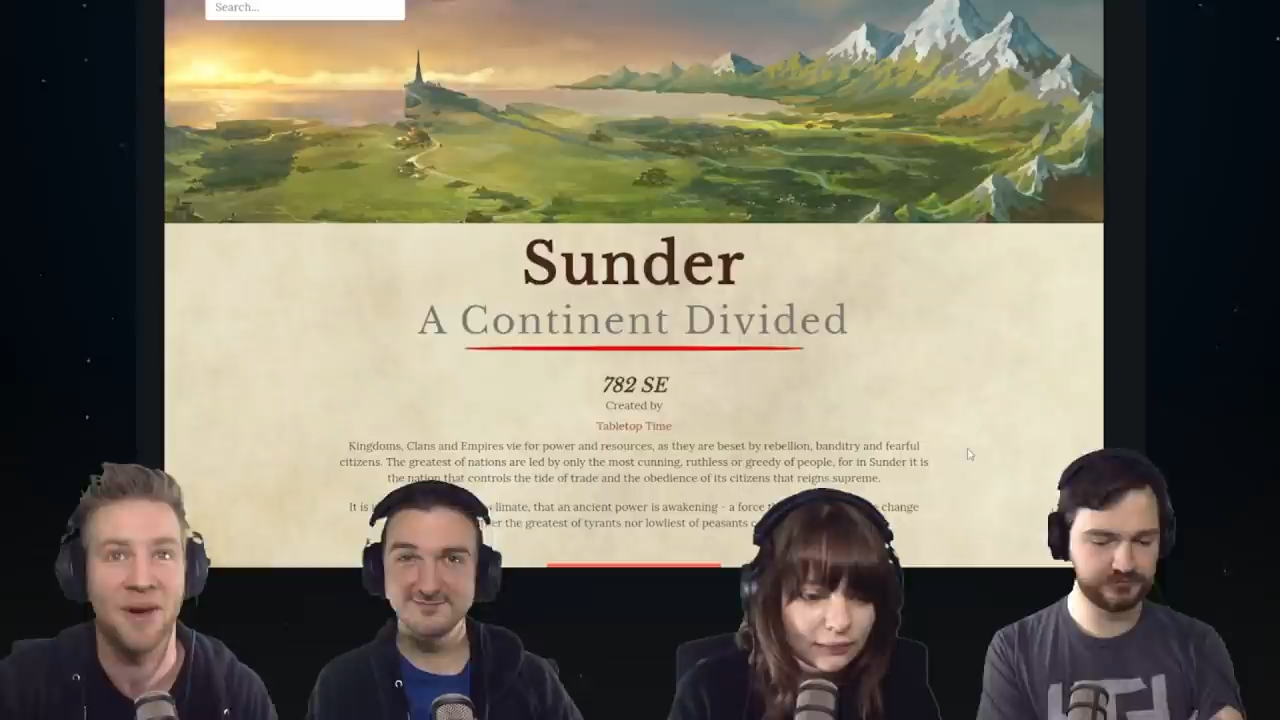 Search...
Sunder
A Continent Divided
782 SE
Created by
Tabletop Time
Kingdoms, Clans and Empires vie for power and resources, as they are beset by rebellion, banditry and fearful
citizens. The greatest of nations are led by only the most cunning, ruthless or greedy of people, for in Sunder it is
the nation that controls the tide of trade and the obedience of its citizens that reigns supreme.
It is limate, that an ancient power is awakening - a force change
the greatest of tyrants nor lowliest of peasants